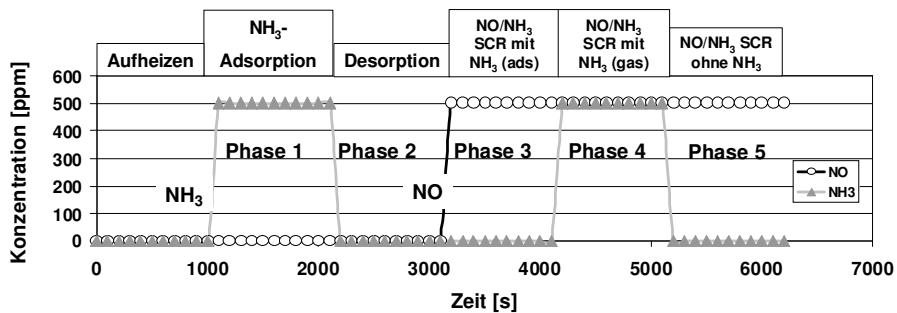 Aufheizen
NH₃-
Adsorption
Desorption
NO/NH₃
SCR mit
NH₃ (ads)
NO/NH₃
SCR mit
NH₃ (gas)
NO/NH₃ SCR
ohne NH₃
Konzentration [ppm]
600
500
400
300
200
100
0
Phase 1
Phase 2
Phase 3
Phase 4
Phase 5
NH₃
NO
NO
NH3
0
1000
2000
3000
4000
5000
6000
7000
Zeit [s]